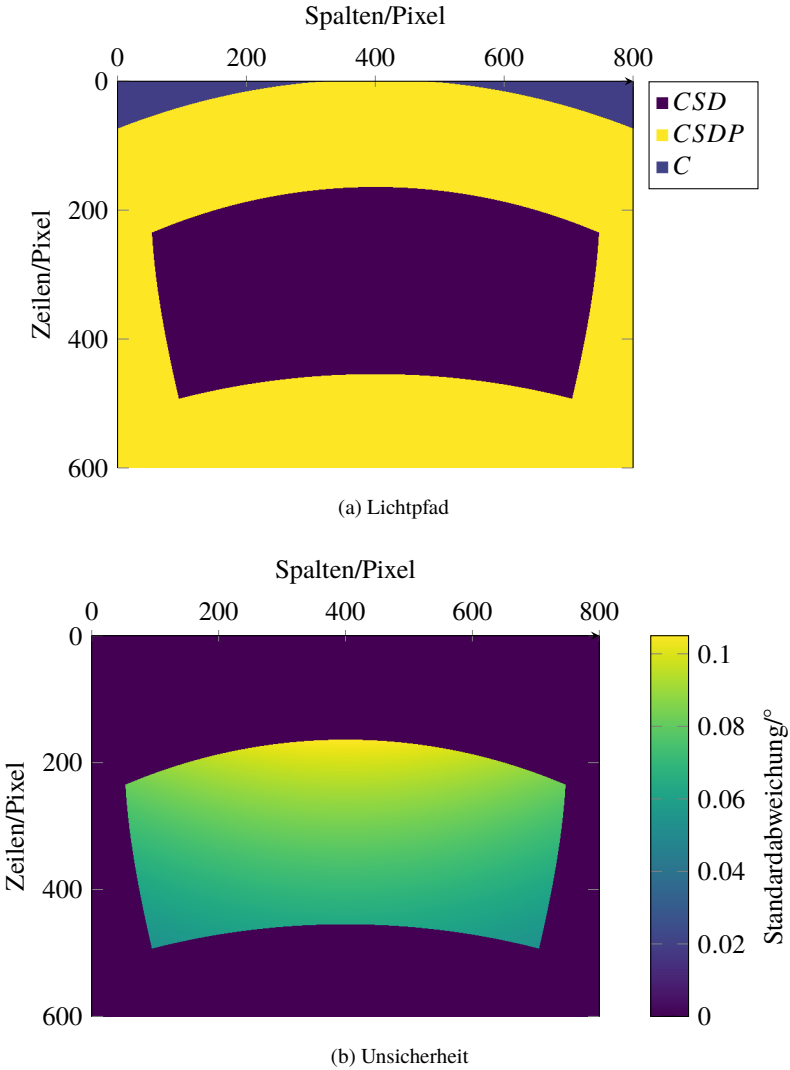 Spalten/Pixel
0 200 400 600 800
0
200
400
600
Zeilen/Pixel
CSD
CSDP
C
(a) Lichtpfad
Spalten/Pixel
0 200 400 600 800
0
200
400
600
Zeilen/Pixel
0.1
0.08
0.06
0.04
0.02
0
Standardabweichung/°
(b) Unsicherheit